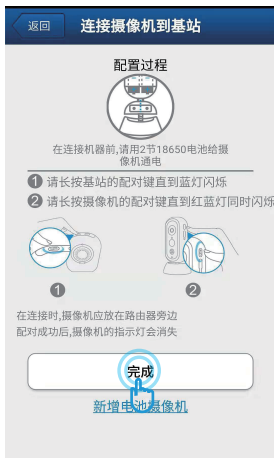 返回
连接摄像机到基站
配置过程
在连接机器前,请用2节18650电池给摄
像机通电
1 请长按基站的配对键直到蓝灯闪烁
2 请长按摄像机的配对键直到红蓝灯同时闪烁
1
2
在连接时,摄像机应放在路由器旁边
配对成功后,摄像机的指示灯会消失
完成
新增电池摄像机